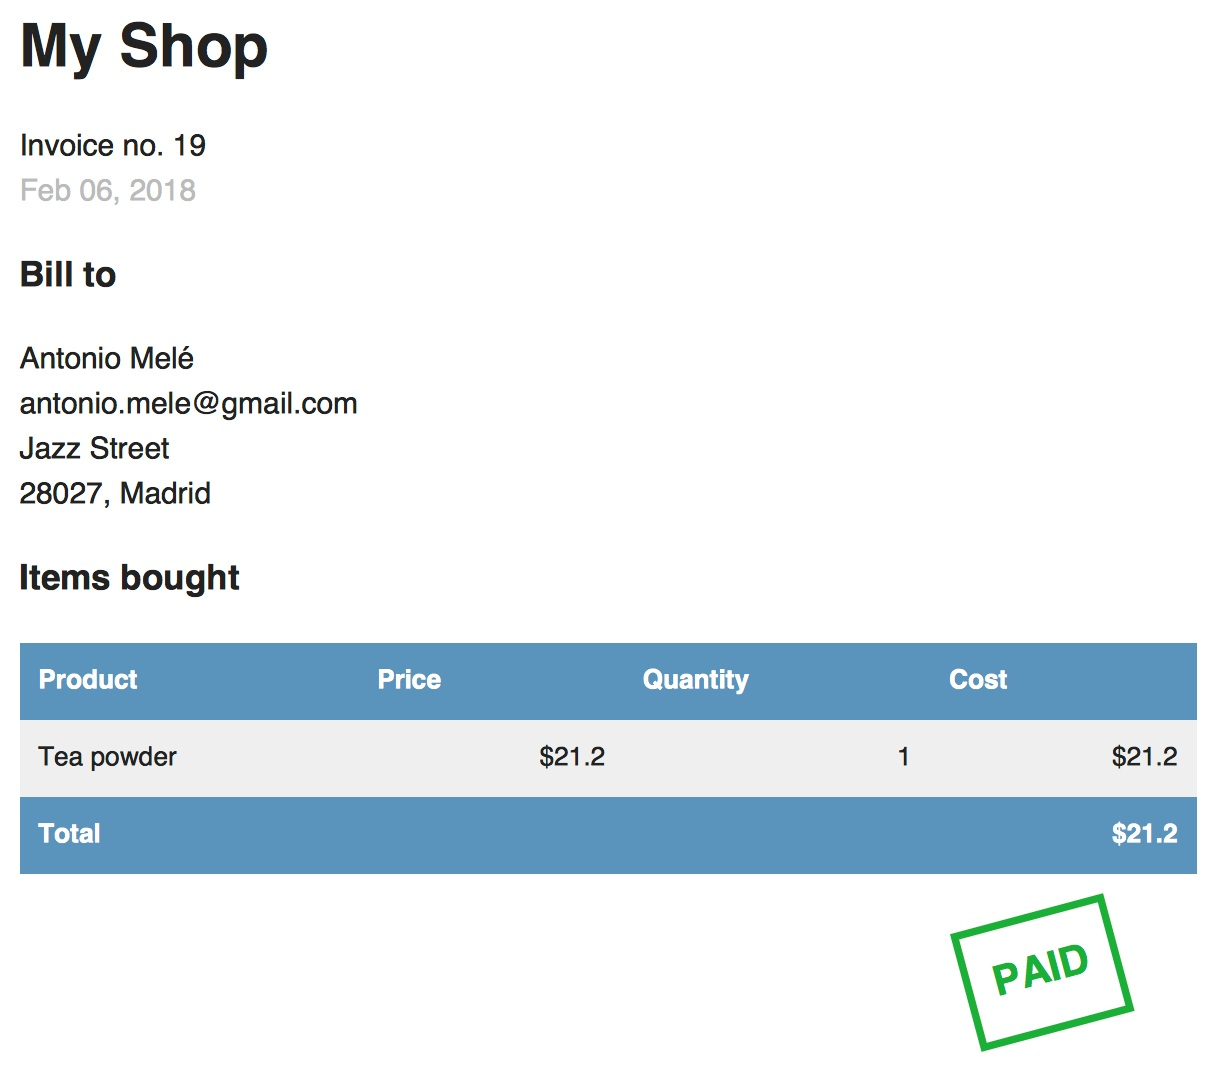 My Shop
Invoice no. 19
Feb 06, 2018
Bill to
Antonio Melé
antonio.mele@gmail.com
Jazz Street
28027, Madrid
Items bought
Product Price Quantity Cost
Tea powder $21.2 1 $21.2
Total $21.2
PAID